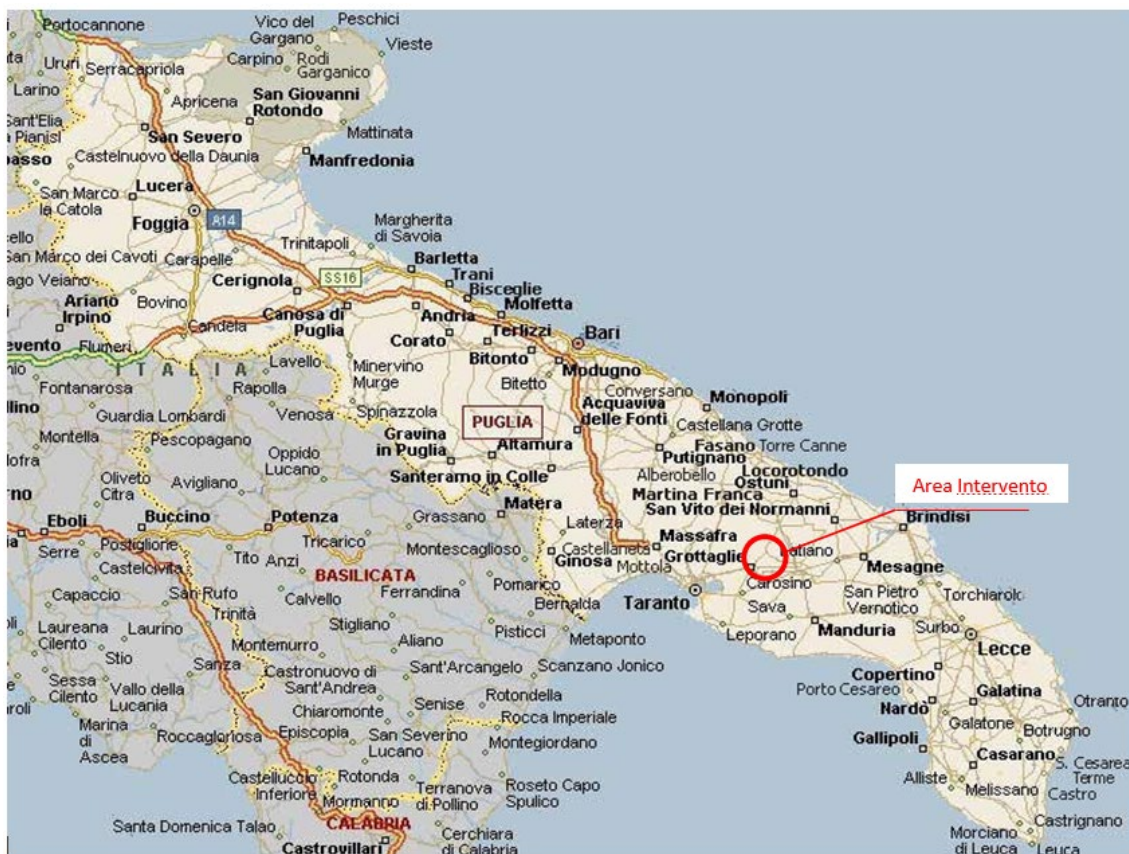 Portocannone
Vico del
Gargano
Peschici
Vieste
Ururi
Serracapriola
Carpino
Rodi
Garganico
Larino
Apricena
San Giovanni
Rotondo
Sant'Elia
a Pianisi
San Severo
Mattinata
Castelnuovo della Daunia
Manfredonia
San Marco
la Catola
Lucera
Foggia
A14
Margherita
di Savoia
Trinitapoli
San Marco dei Cavoti
Carapelle
Barletta
SS16
Trani
Cerignola
Bisceglie
Ariano
Irpino
Bovino
Canosa di
Puglia
Andria
Molfetta
Candela
Corato
Terlizzi
Bari
Flumeri
Bitonto
ITALIA
Lavello
Minervino
Murge
Bitetto
Modugno
Fontanarosa
Rapolla
Conversano
Monopoli
Guardia Lombardi
Venosa
Spinazzola
PUGLIA
Acquaviva
delle Fonti
Castellana Grotte
Montella
Pescopagano
Gravina
in Puglia
Altamura
Fasano
Torre Canne
Putignano
Oppido
Lucano
Santeramo in Colle
Alberobello
Locorotondo
Area Intervento
Oliveto
Citra
Avigliano
Matera
Ostuni
Martina Franca
San Vito dei Normanni
Eboli
Buccino
Potenza
Grassano
Laterza
Brindisi
Serre
Postiglione
Tito
Anzi
Tricarico
Montescaglioso
Castellaneta
Massafra
Mottola
Grottaglie
Latiano
Castelcivita
BASILICATA
Ginosa
Mesagne
Capaccio
San Rufo
Calvello
Ferrandina
Pomarico
Carosino
San Pietro
Vernotico
Torchiarolo
Trinità
Bernalda
Taranto
Sava
Laureana
Cilento
Laurino
Stigliano
Pisticci
Leporano
Manduria
Surbo
Lecce
Stio
Montemurro
Aliano
Metaponto
Sanza
Sessa
Cilento
Vallo della
Lucania
Castronuovo di
Sant'Andrea
Sant'Arcangelo
Scanzano Jonico
Copertino
Porto Cesareo
Galatina
Otranto
Chiaromonte
Senise
Rotondella
Nardò
Marina
di
Ascea
Roccagloriosa
Episcopia
San Severino
Lucano
Rocca Imperiale
Galatone
Botrugno
Montegiordano
Gallipoli
Casarano
S. Cesarea
Terme
Castelluccio
Inferiore
Rotonda
Terranova
di Pollino
Roseto Capo
Spulico
Alliste
Melissano
Castro
Mormanno
Santa Domenica Talao
CALABRIA
Cerchiara
di Calabria
Castrovillari
Morciano
di Leuca
Castrignano
Leuca